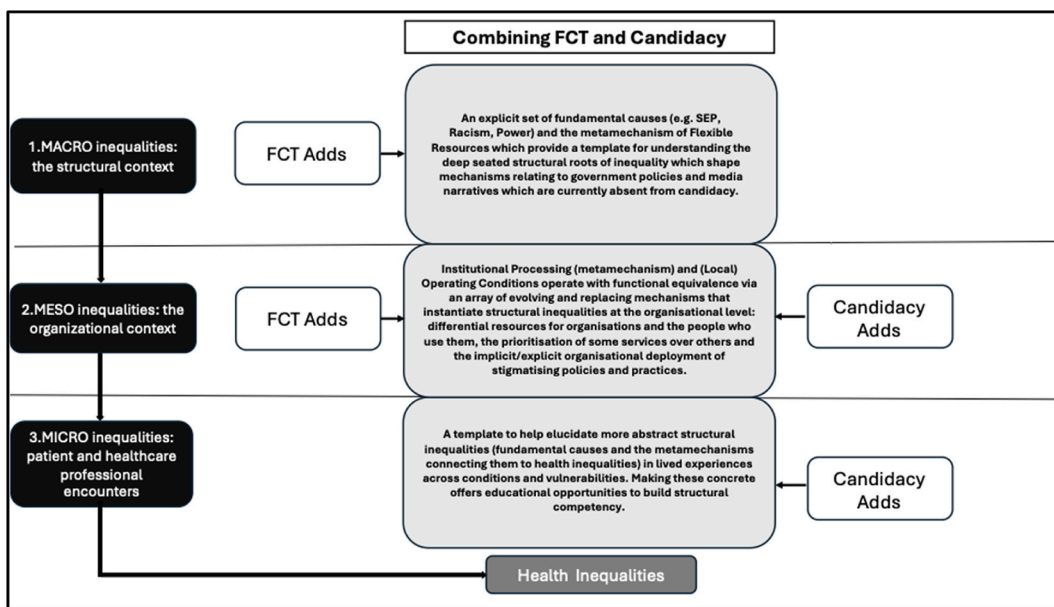 Combining FCT and Candidacy
1.MACRO inequalities:
the structural context
FCT Adds
An explicit set of fundamental causes (e.g. SEP,
Racism, Power) and the metamechanism of Flexible
Resources which provide a template for understanding the
deep seated structural roots of inequality which shape
mechanisms relating to government policies and media
narratives which are currently absent from candidacy.
2.MESO inequalities: the
organizational context
FCT Adds
Institutional Processing (metamechanism) and (Local)
Operating Conditions operate with functional equivalence via
an array of evolving and replacing mechanisms that
instantiate structural inequalities at the organisational level:
differential resources for organisations and the people who
use them, the prioritisation of some services over others and
the implicit/explicit organisational deployment of
stigmatising policies and practices.
Candidacy
Adds
3.MICRO inequalities:
patient and healthcare
professional
encounters
A template to help elucidate more abstract structural
inequalities (fundamental causes and the metamechanisms
connecting them to health inequalities) in lived experiences
across conditions and vulnerabilities. Making these concrete
offers educational opportunities to build structural
competency.
Candidacy
Adds
Health Inequalities